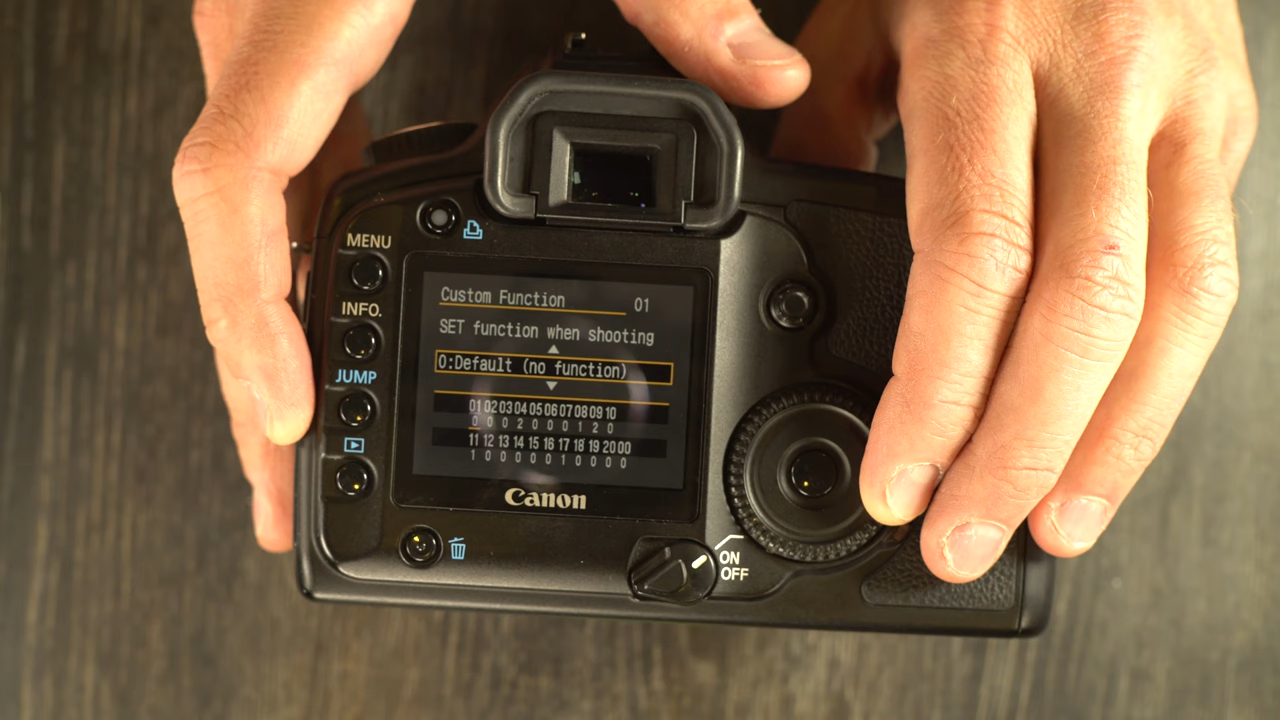 MENU
INFO.
JUMP
Custom Function 01
SET function when shooting
0:Default (no function)
01 02 03 04 05 06 07 08 09 10
0 0 0 2 0 0 0 1 2 0
11 12 13 14 15 16 17 18 19 20 00
1 0 0 0 0 0 1 0 0 0 0
Canon
ON
OFF